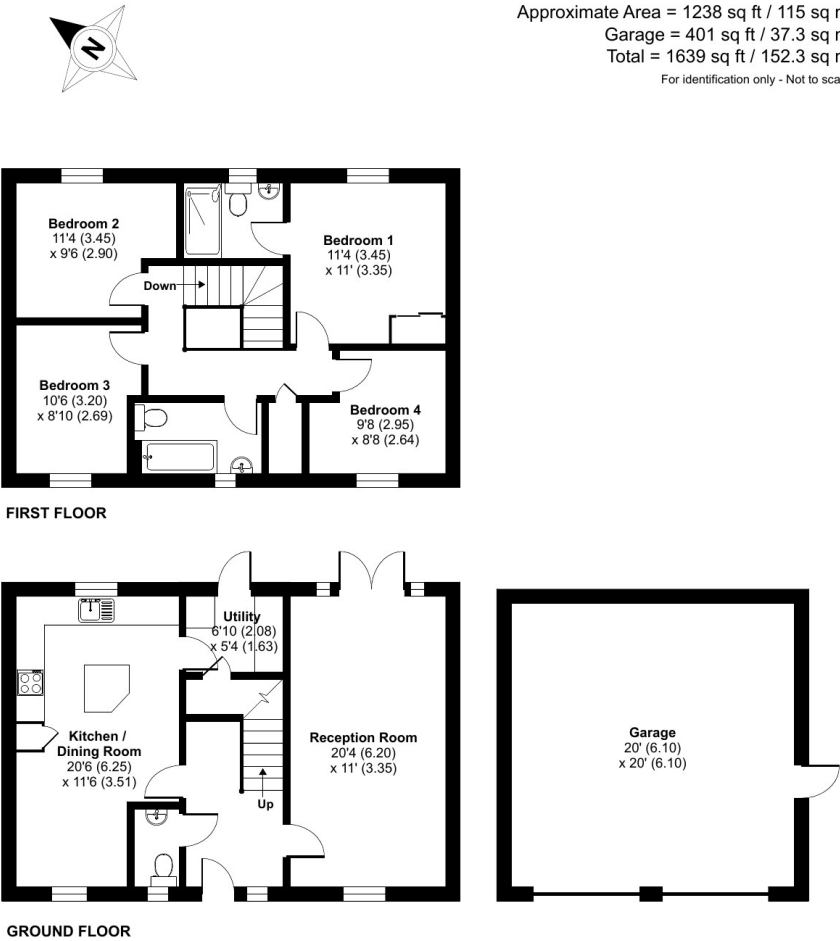 Approximate Area = 1238 sq ft / 115 sq
Garage = 401 sq ft / 37.3 sq
Total = 1639 sq ft / 152.3 sq
For identification only - Not to
N
Bedroom 2
11'4 (3.45)
x 9'6 (2.90)
Bedroom 1
11'4 (3.45)
x 11' (3.35)
Down
Bedroom 3
10'6 (3.20)
x 8'10 (2.69)
Bedroom 4
9'8 (2.95)
x 8'8 (2.64)
FIRST FLOOR
Utility
6'10 (2.08)
x 5'4 (1.63)
Kitchen /
Dining Room
20'6 (6.25)
x 11'6 (3.51)
Reception Room
20'4 (6.20)
x 11' (3.35)
Garage
20' (6.10)
x 20' (6.10)
Up
GROUND FLOOR